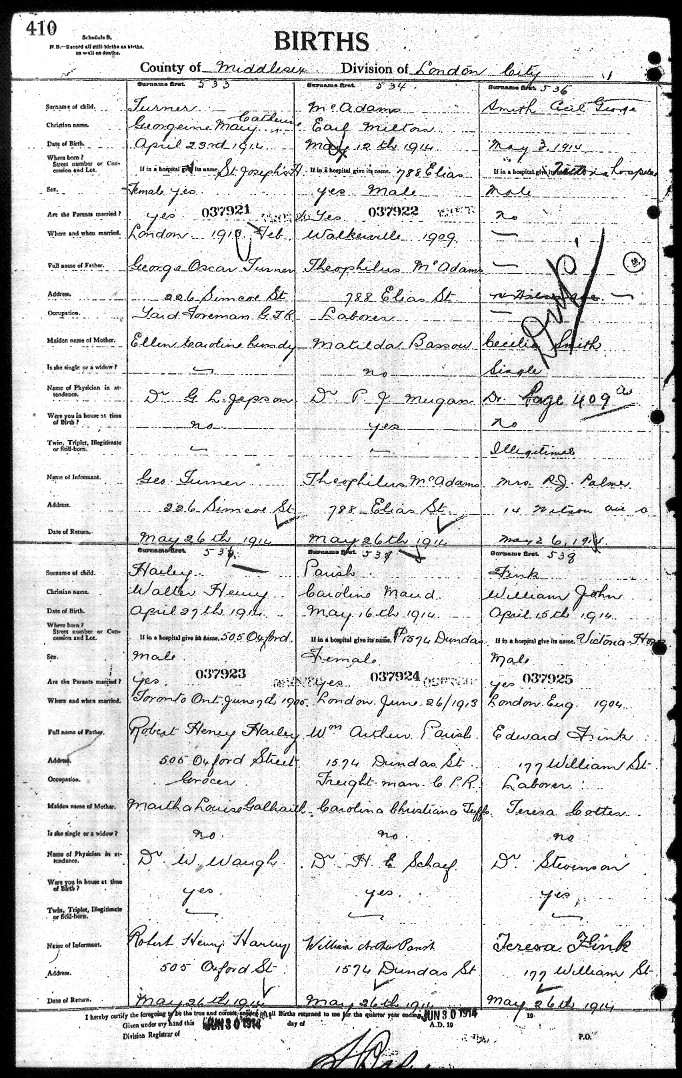 410
Schedule B.
N.B.—Record all still-births as births, as well as deaths.
BIRTHS
County of Middlesex Division of London City
Surname first. 533 Surname first. 534 Surname first. 536
Surname of child. Turner McAdams Smith Cecil George
Christian name. Georgeine Mary Catherine Earl Milton
Date of Birth. April 23rd 1914 May 12th 1914 May 3, 1914
Where born?
Street number or Concession and Lot. If in a hospital give its name. St Joseph's H. If in a hospital give its name. 788 Elias If in a hospital give its name. Victoria hospital
Sex. Female yes. yes Male Male
Are the Parents married? yes 037921 Yes 037922 no
Where and when married. London 1913 Feb Walkerville 1909 —
Full name of Father. George Oscar Turner Theophilus McAdams —
Address. 226 Simcoe St 788 Elias St
Occupation. Yard Foreman G.T.R. Laborer —
Dup
Maiden name of Mother. Ellen Matilda Cecilia Smith
Is she single or a widow? — no Single
Name of Physician in attendance. Dr G L Jepson Dr P J Mugan Dr Page 409 a
Were you in house at time of Birth? no yes no
Twin, Triplet, Illegitimate or Still-born. — — Illegitimate
Name of Informant. Geo Turner Theophilus McAdams Mrs R J Palmer
Address. 226 Simcoe St 788 Elias St 14 ave
Date of Return. May 26th 1914 May 26th 1914 May 26, 1914
Surname first. Surname first. Surname first. 538
Surname of child. Harley Parish Fink
Christian name. Walter Henry Caroline Maud William John
Date of Birth. April 27th 1914 May 16th 1914 April 15th 1914
Where born?
Street number or Concession and Lot. If in a hospital give its name. 505 Oxford If in a hospital give its name. 1574 Dundas If in a hospital give its name. Victoria Hosp
Sex. Male Female Male
Are the Parents married? yes. 037923 yes 037924 yes 037925
Where and when married. Toronto Ont. June 7th 1905 London June 26/1913 London Eng 1904
Full name of Father. Robert Henry Harley Wm Arthur Parish Edward Fink
Address. 505 Oxford Street 1574 Dundas St 177 William St
Occupation. Grocer Freight man C.P.R. Laborer
Maiden name of Mother. Martha Louise Galbraith Carolina Christiana Teresa Cotter
Is she single or a widow? no. no. no
Name of Physician in attendance. Dr W. Waugh Dr H E Schaef Dr Stevenson
Were you in house at time of Birth? yes. yes. yes.
Twin, Triplet, Illegitimate or Still-born. — — —
Name of Informant. Robert Henry Harley William Arthur Parish Teresa Fink
Address. 505 Oxford St 1574 Dundas St 177 William St
Date of Return. May 26th 1914 May 26th 1914 May 26th 1914
I hereby certify the foregoing to be the true and correct record of all Births returned to me for the quarter year ending JUN 30 1914 19
Given under my hand this JUN 30 1914 day of A.D. 19
Division Registrar of P.O.